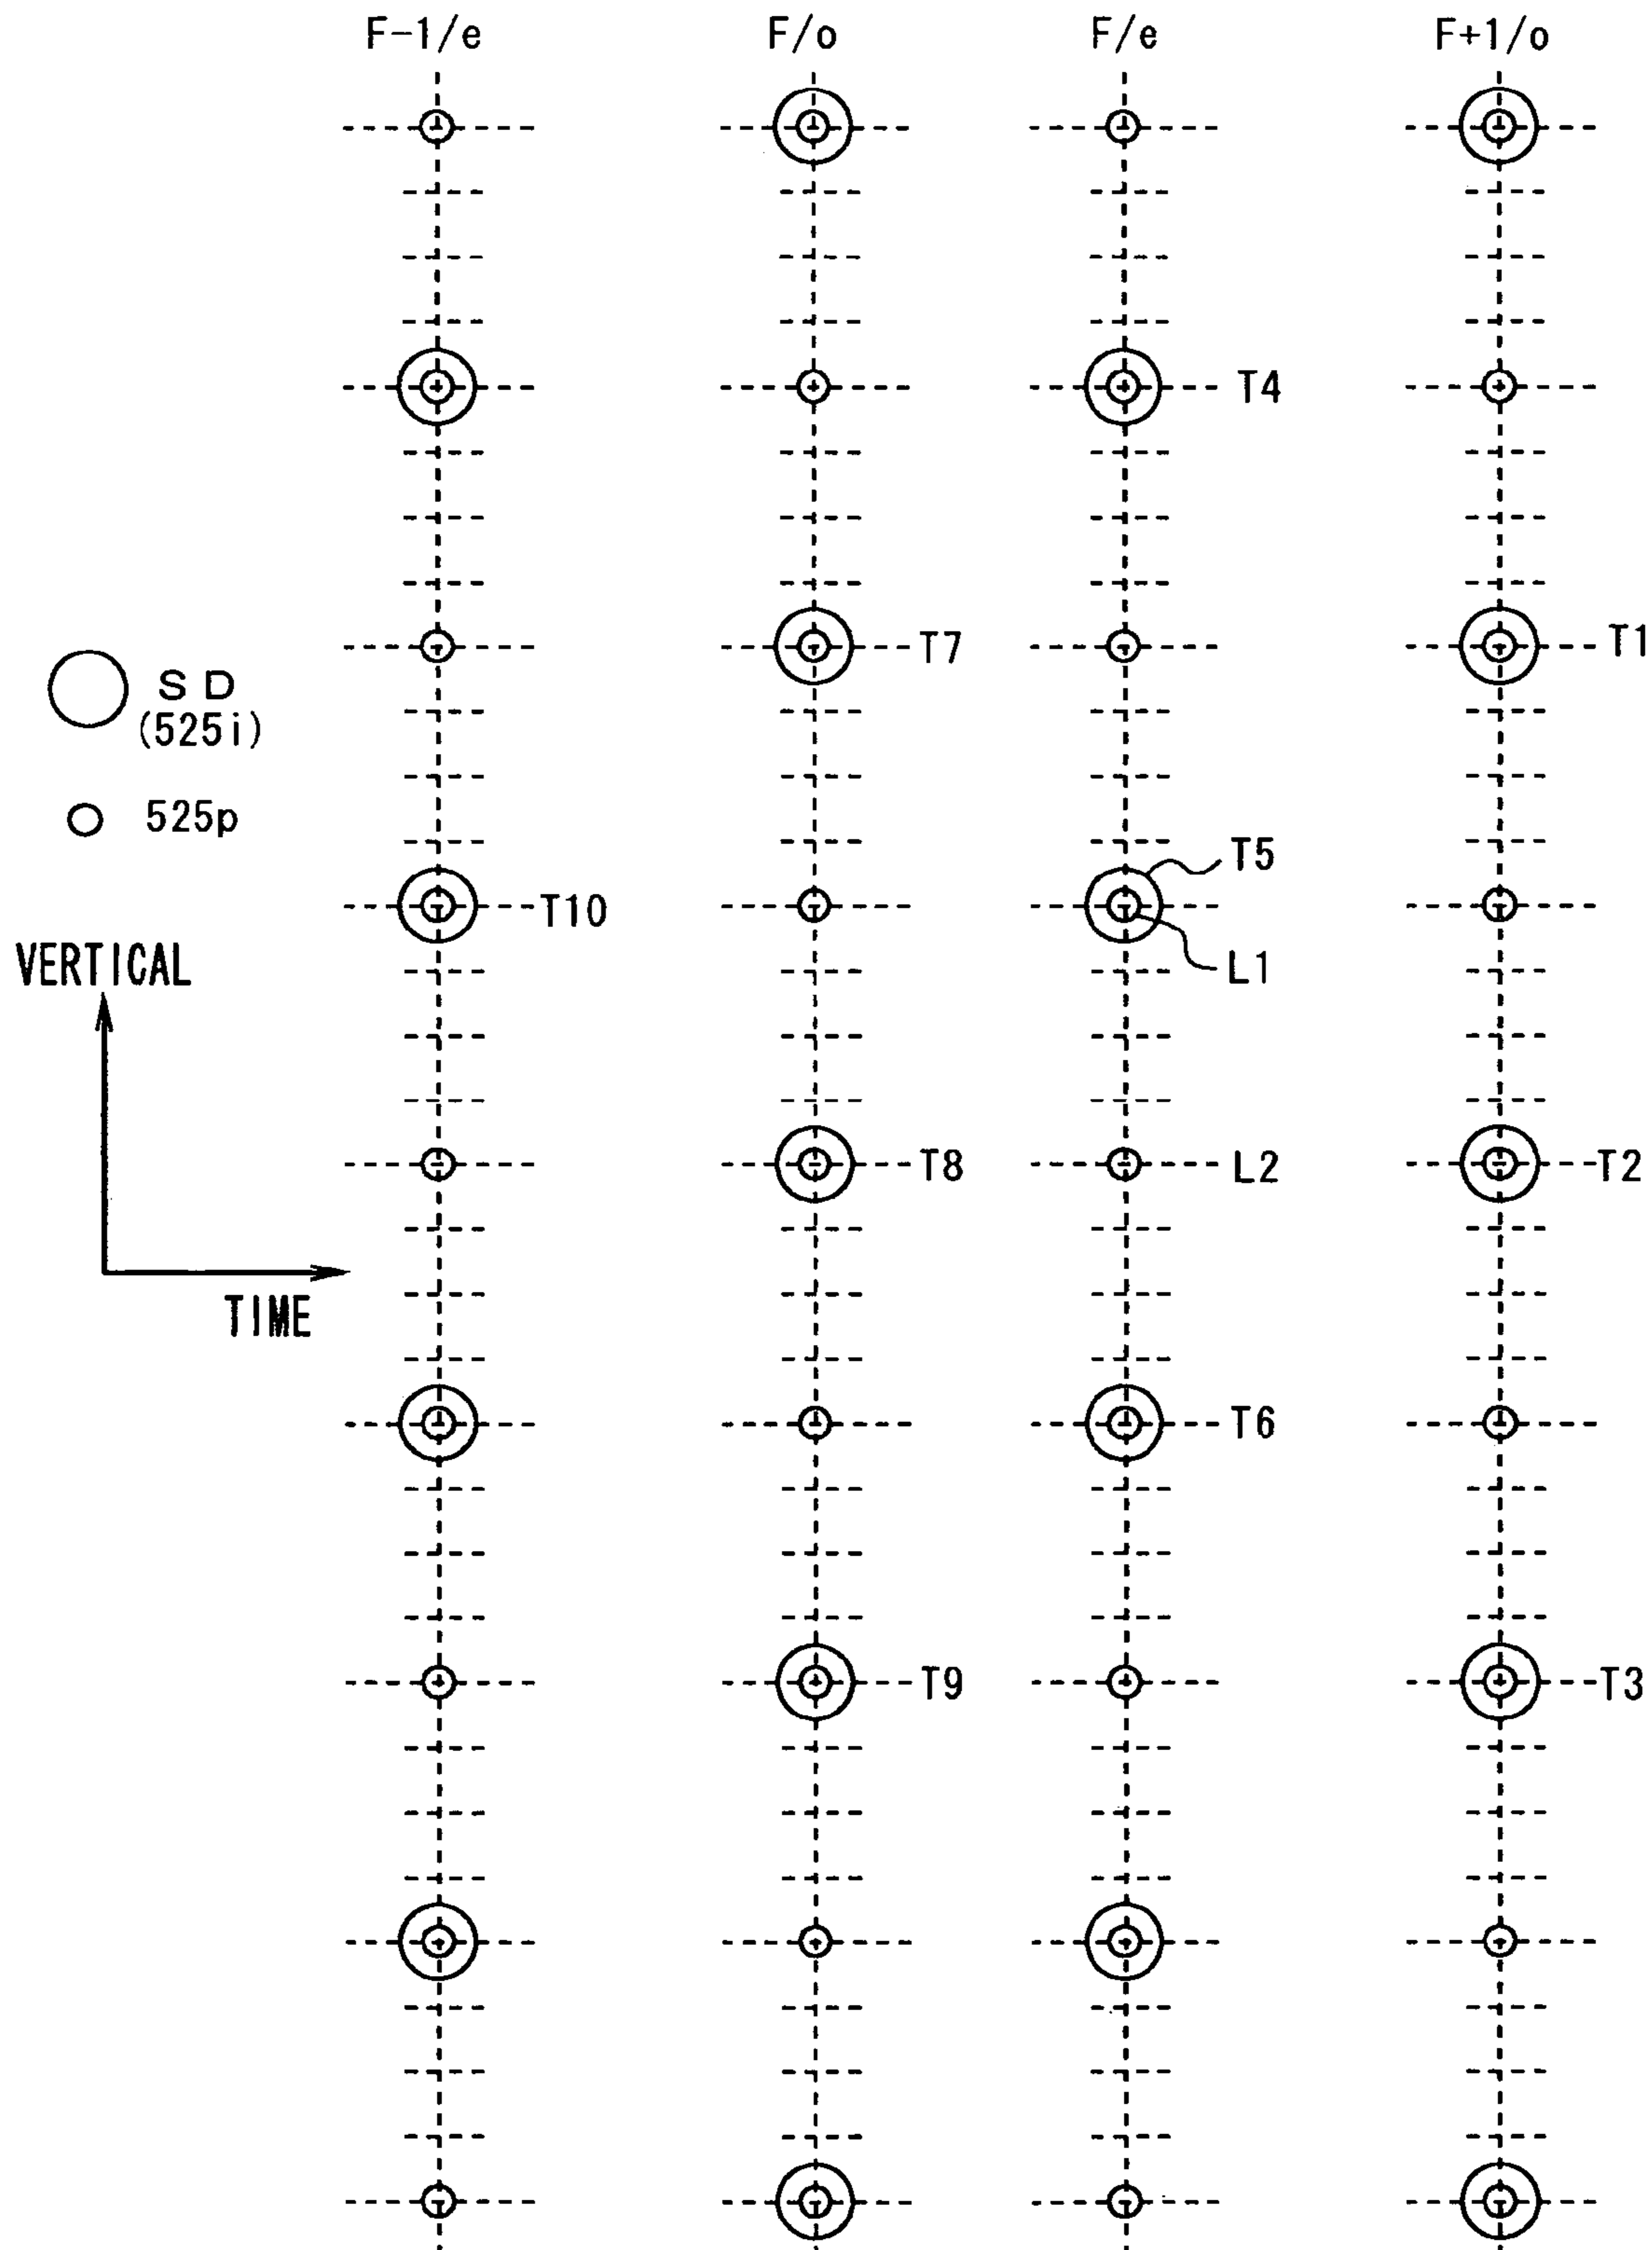 F-1/e F/o F/e F+1/o
T4
T7 T1
SD
(525i)
525p
T5
T10
L1
VERTICAL
T8 L2 T2
TIME
T6
T9 T3